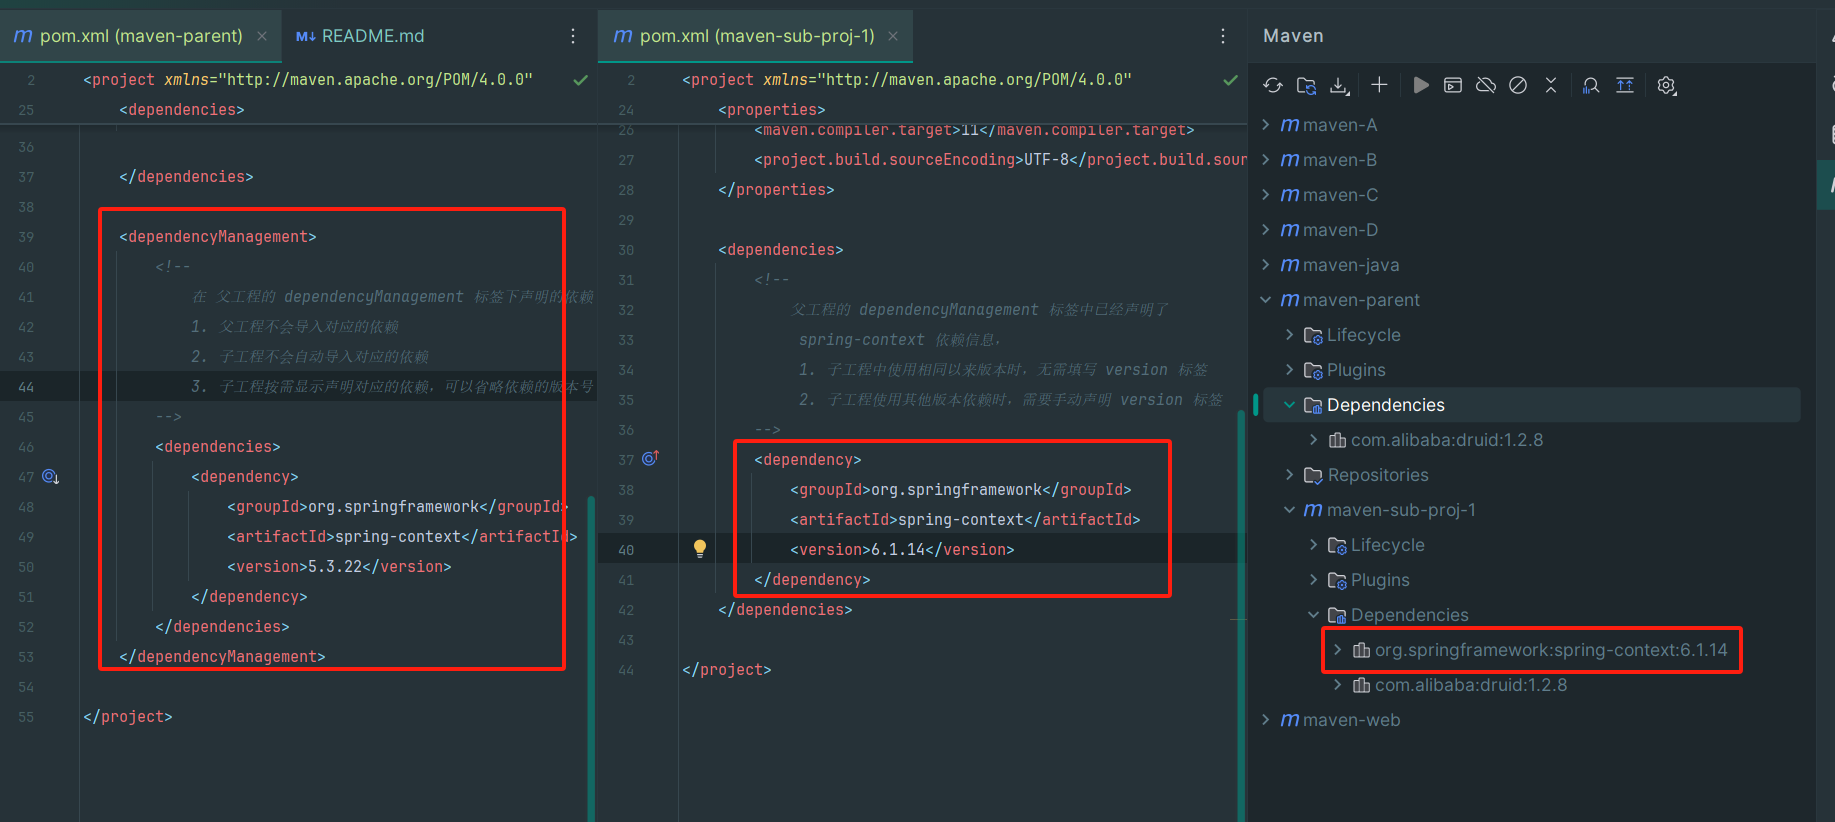 pom.xml (maven-parent)
README.md
2 <project xmlns="http://maven.apache.org/POM/4.0.0"
25 <dependencies>
36
37 </dependencies>
38
39 <dependencyManagement>
40 <!--
41 在 父工程的 dependencyManagement 标签下声明的依赖
42 1. 父工程不会导入对应的依赖
43 2. 子工程不会自动导入对应的依赖
44 3. 子工程按需显示声明对应的依赖，可以省略依赖的版本号
45 -->
46 <dependencies>
47 <dependency>
48 <groupId>org.springframework</groupId>
49 <artifactId>spring-context</artifactId>
50 <version>5.3.22</version>
51 </dependency>
52 </dependencies>
53 </dependencyManagement>
54
55 </project>
pom.xml (maven-sub-proj-1)
2 <project xmlns="http://maven.apache.org/POM/4.0.0"
24 <properties>
26 <maven.compiler.target>11</maven.compiler.target>
27 <project.build.sourceEncoding>UTF-8</project.build.sour
28 </properties>
29
30 <dependencies>
31 <!--
32 父工程的 dependencyManagement 标签中已经声明了
33 spring-context 依赖信息，
34 1. 子工程中使用相同以来版本时，无需填写 version 标签
35 2. 子工程使用其他版本依赖时，需要手动声明 version 标签
36 -->
37 <dependency>
38 <groupId>org.springframework</groupId>
39 <artifactId>spring-context</artifactId>
40 <version>6.1.14</version>
41 </dependency>
42 </dependencies>
43
44 </project>
Maven
maven-A
maven-B
maven-C
maven-D
maven-java
maven-parent
Lifecycle
Plugins
Dependencies
com.alibaba:druid:1.2.8
Repositories
maven-sub-proj-1
Lifecycle
Plugins
Dependencies
org.springframework:spring-context:6.1.14
com.alibaba:druid:1.2.8
maven-web